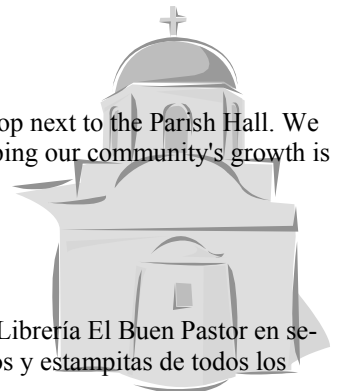 op next to the Parish Hall. We
ping our community's growth is
Librería El Buen Pastor en se-
os y estampitas de todos los